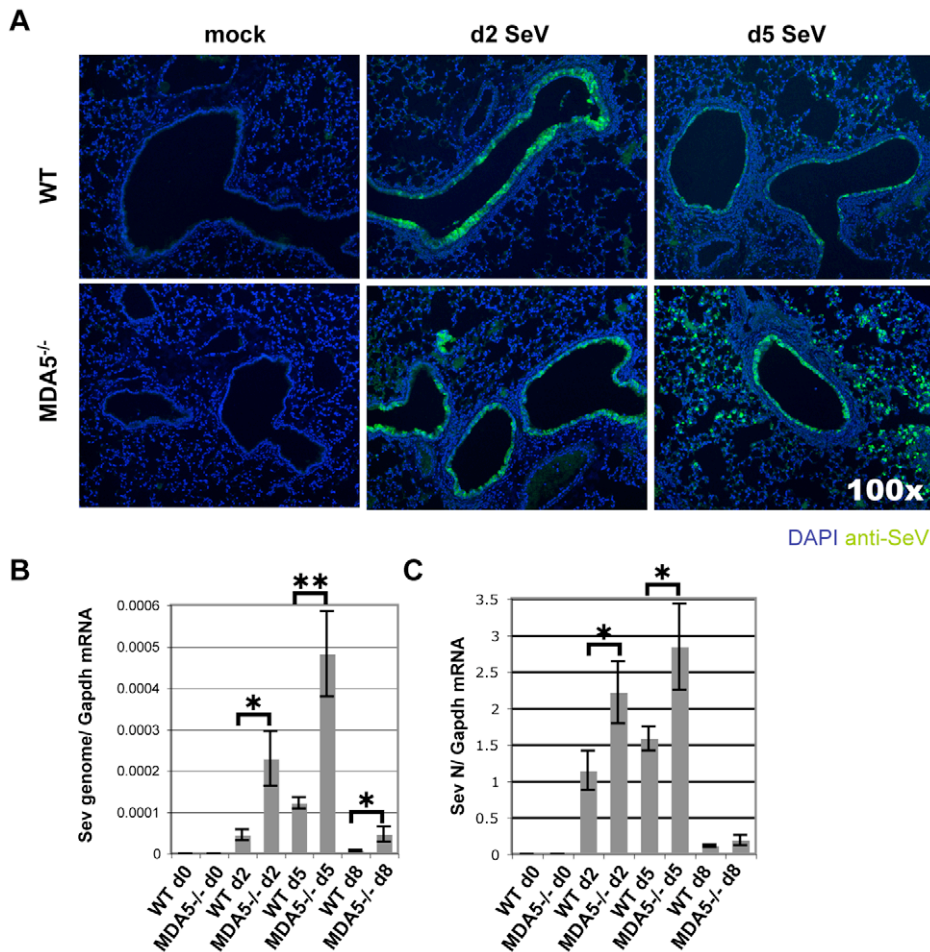 A
mock
d2 SeV
d5 SeV
WT
MDA5-/-
100x
DAPI anti-SeV
B
Sev genome/ Gapdh mRNA
0.0006
0.0005
0.0004
0.0003
0.0002
0.0001
0
*
**
*
WT d0
MDA5-/- d0
WT d2
MDA5-/- d2
WT d5
MDA5-/- d5
WT d8
MDA5-/- d8
C
Sev N/ Gapdh mRNA
3.5
3
2.5
2
1.5
1
0.5
0
*
*
WT d0
MDA5-/- d0
WT d2
MDA5-/- d2
WT d5
MDA5-/- d5
WT d8
MDA5-/- d8